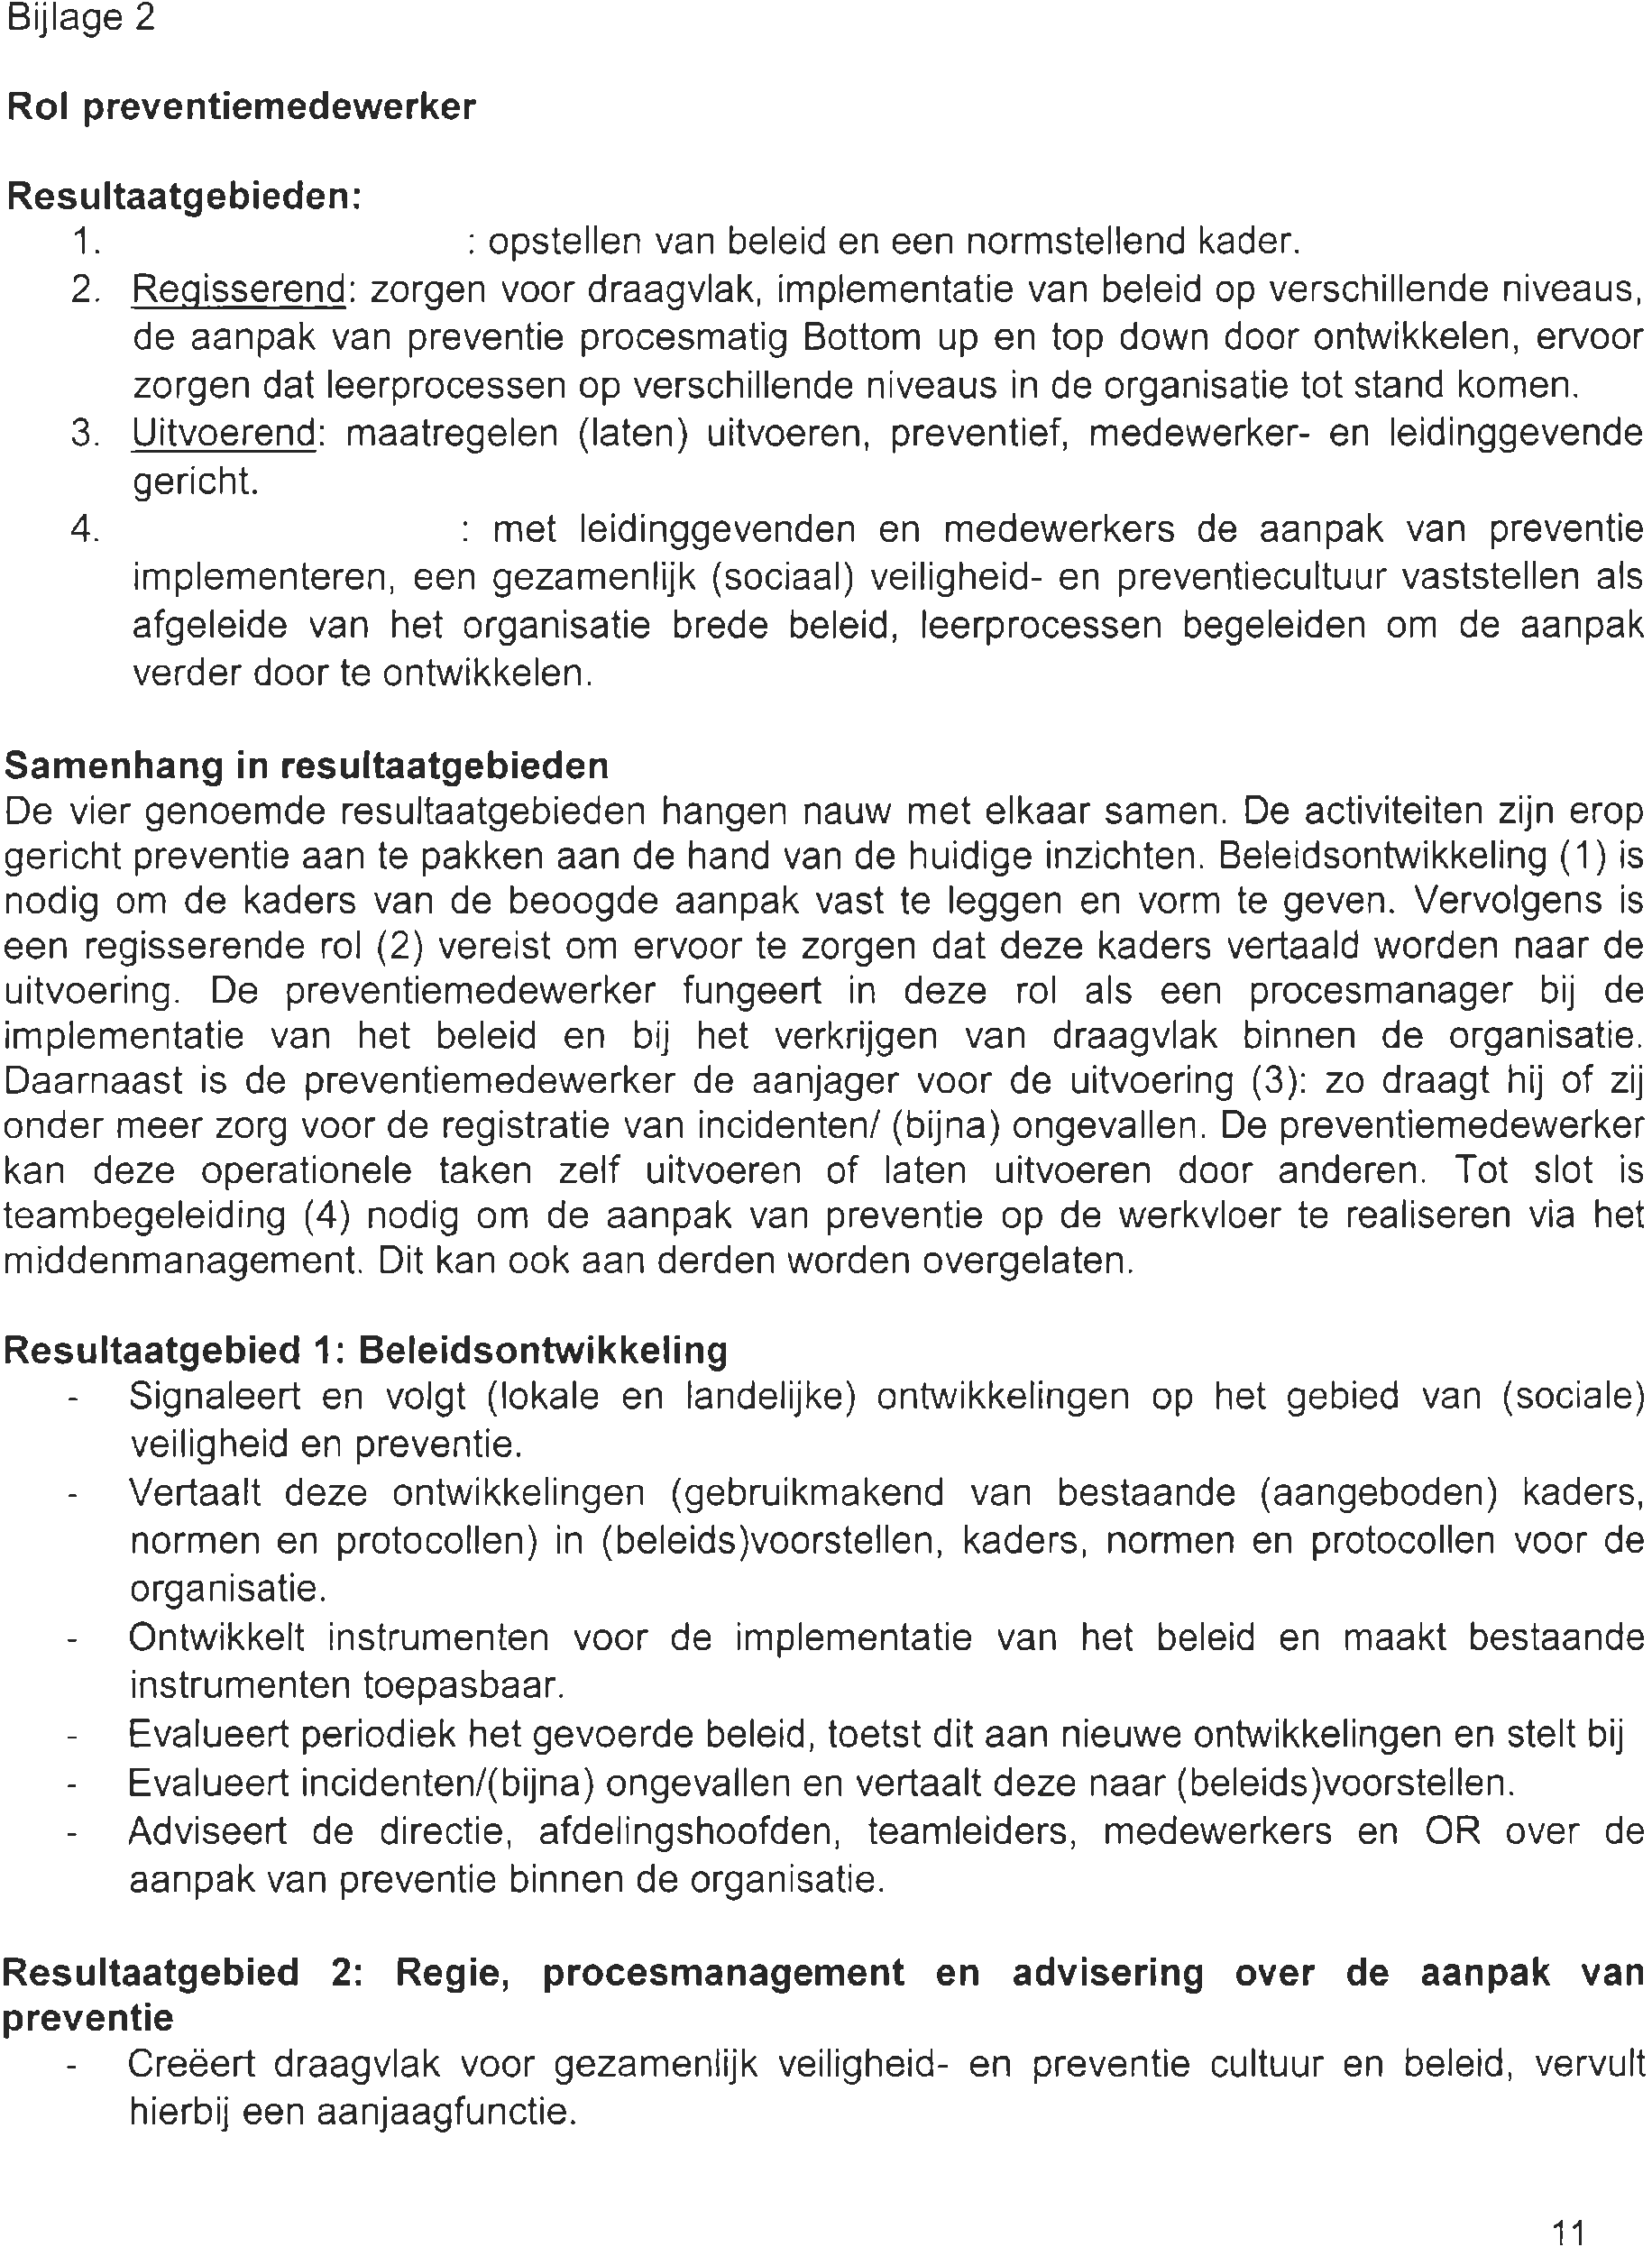 Bijlage 2
Rol preventiemedewerker
Resultaatgebieden:
1. : opstellen van beleid en een normstellend kader.
2. Regisserend: zorgen voor draagvlak, implementatie van beleid op verschillende niveaus,
de aanpak van preventie procesmatig Bottom up en top down door ontwikkelen, ervoor
zorgen dat leerprocessen op verschillende niveaus in de organisatie tot stand komen.
3. Uitvoerend: maatregelen (laten) uitvoeren, preventief, medewerker- en leidinggevende
gericht.
4. : met leidinggevenden en medewerkers de aanpak van preventie
implementeren, een gezamenlijk (sociaal) veiligheid- en preventiecultuur vaststellen als
afgeleide van het organisatie brede beleid, leerprocessen begeleiden om de aanpak
verder door te ontwikkelen.
Samenhang in resultaatgebieden
De vier genoemde resultaatgebieden hangen nauw met elkaar samen. De activiteiten zijn erop
gericht preventie aan te pakken aan de hand van de huidige inzichten. Beleidsontwikkeling (1) is
nodig om de kaders van de beoogde aanpak vast te leggen en vorm te geven. Vervolgens is
een regisserende rol (2) vereist om ervoor te zorgen dat deze kaders vertaald worden naar de
uitvoering. De preventiemedewerker fungeert in deze rol als een procesmanager bij de
implementatie van het beleid en bij het verkrijgen van draagvlak binnen de organisatie.
Daarnaast is de preventiemedewerker de aanjager voor de uitvoering (3): zo draagt hij of zij
onder meer zorg voor de registratie van incidenten/ (bijna) ongevallen. De preventiemedewerker
kan deze operationele taken zelf uitvoeren of laten uitvoeren door anderen. Tot slot is
teambegeleiding (4) nodig om de aanpak van preventie op de werkvloer te realiseren via het
middenmanagement. Dit kan ook aan derden worden overgelaten.
Resultaatgebied 1: Beleidsontwikkeling
- Signaleert en volgt (lokale en landelijke) ontwikkelingen op het gebied van (sociale)
veiligheid en preventie.
- Vertaalt deze ontwikkelingen (gebruikmakend van bestaande (aangeboden) kaders,
normen en protocollen) in (beleids)voorstellen, kaders, normen en protocollen voor de
organisatie.
- Ontwikkelt instrumenten voor de implementatie van het beleid en maakt bestaande
instrumenten toepasbaar.
- Evalueert periodiek het gevoerde beleid, toetst dit aan nieuwe ontwikkelingen en stelt bij
- Evalueert incidenten/(bijna) ongevallen en vertaalt deze naar (beleids)voorstellen.
- Adviseert de directie, afdelingshoofden, teamleiders, medewerkers en OR over de
aanpak van preventie binnen de organisatie.
Resultaatgebied 2: Regie, procesmanagement en advisering over de aanpak van
preventie
- Creëert draagvlak voor gezamenlijk veiligheid- en preventie cultuur en beleid, vervult
hierbij een aanjaagfunctie.
11